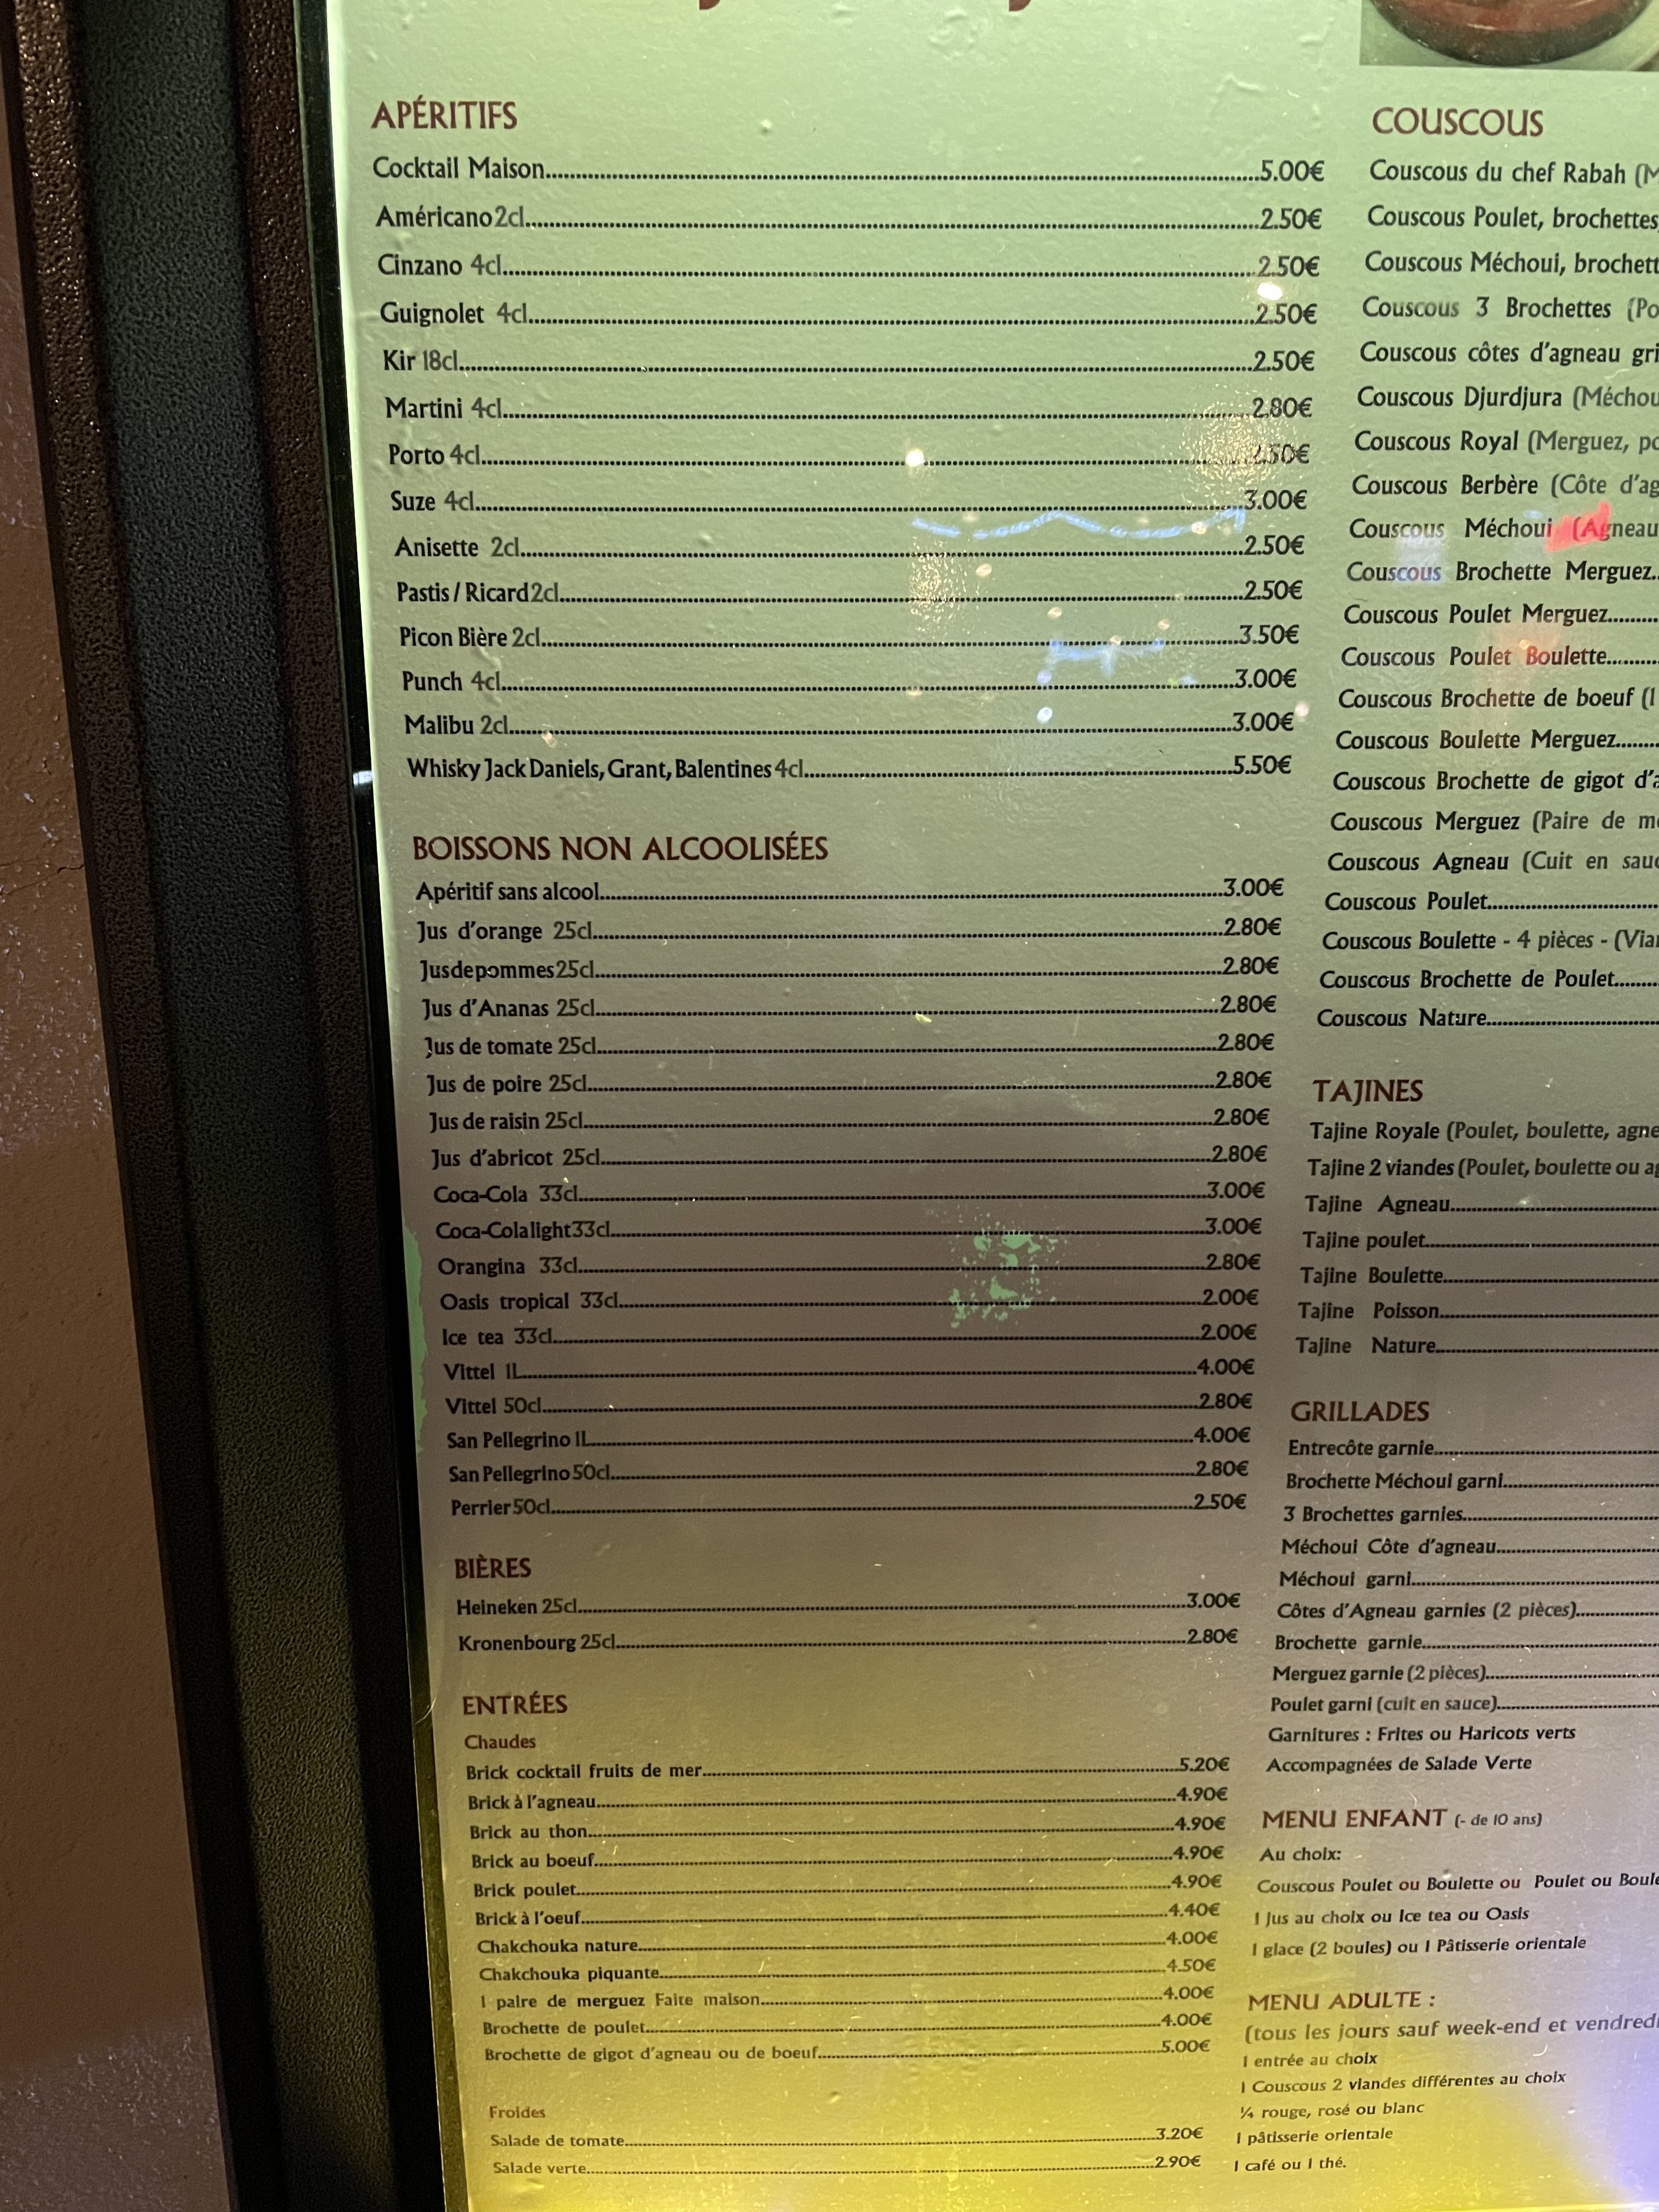 APÉRITIFS
Cocktail Maison....5.00€
Américano 2cl....2.50€
Cinzano 4cl....2.50€
Guignolet 4cl....2.50€
Kir 18cl....2.50€
Martini 4cl....2.80€
Porto 4cl....
Suze 4cl....3.00€
Anisette 2cl....2.50€
Pastis / Ricard 2cl....2.50€
Picon Bière 2cl....3.50€
Punch 4cl....3.00€
Malibu 2cl....3.00€
Whisky Jack Daniels, Grant, Balentines 4cl....5.50€
BOISSONS NON ALCOOLISÉES
Apéritif sans alcool....3.00€
Jus d'orange 25cl....2.80€
Jus de pommes 25cl....2.80€
Jus d'Ananas 25cl....2.80€
Jus de tomate 25cl....2.80€
Jus de poire 25cl....2.80€
Jus de raisin 25cl....2.80€
Jus d'abricot 25cl....2.80€
Coca-Cola 33cl....3.00€
Coca-Cola light 33cl....3.00€
Orangina 33cl....2.80€
Oasis tropical 33cl....2.00€
Ice tea 33cl....2.00€
Vittel 1L....4.00€
Vittel 50cl....2.80€
San Pellegrino 1L....4.00€
San Pellegrino 50cl....2.80€
Perrier 50cl....2.50€
BIÈRES
Heineken 25cl....3.00€
Kronenbourg 25cl....2.80€
ENTRÉES
Chaudes
Brick cocktail fruits de mer....5.20€
Brick à l'agneau....4.90€
Brick au thon....4.90€
Brick au boeuf....4.90€
Brick poulet....4.90€
Brick à l'oeuf....4.40€
Chakchouka nature....4.00€
Chakchouka piquante....4.50€
1 paire de merguez Faite maison....4.00€
Brochette de poulet....4.00€
Brochette de gigot d'agneau ou de boeuf....5.00€
Froides
Salade de tomate....3.20€
Salade verte....2.90€
COUSCOUS
Couscous du chef Rabah (M
Couscous Poulet, brochettes,
Couscous Méchoui, brochett
Couscous 3 Brochettes (Po
Couscous côtes d'agneau gri
Couscous Djurdjura (Méchou
Couscous Royal (Merguez, po
Couscous Berbère (Côte d'ag
Couscous Méchoui (Agneau
Couscous Brochette Merguez..
Couscous Poulet Merguez....
Couscous Poulet Boulette....
Couscous Brochette de boeuf (1
Couscous Boulette Merguez....
Couscous Brochette de gigot d'a
Couscous Merguez (Paire de me
Couscous Agneau (Cuit en sauc
Couscous Poulet....
Couscous Boulette - 4 pièces - (Vian
Couscous Brochette de Poulet....
Couscous Nature....
TAJINES
Tajine Royale (Poulet, boulette, agne
Tajine 2 viandes (Poulet, boulette ou ag
Tajine Agneau....
Tajine poulet....
Tajine Boulette....
Tajine Poisson....
Tajine Nature....
GRILLADES
Entrecôte garnie....
Brochette Méchoui garni....
3 Brochettes garnies....
Méchoui Côte d'agneau....
Méchoui garni....
Côtes d'Agneau garnies (2 pièces)....
Brochette garnie....
Merguez garnie (2 pièces)....
Poulet garni (cuit en sauce)....
Garnitures : Frites ou Haricots verts
Accompagnées de Salade Verte
MENU ENFANT (- de 10 ans)
Au choix:
Couscous Poulet ou Boulette ou Poulet ou Boule
1 Jus au choix ou Ice tea ou Oasis
1 glace (2 boules) ou 1 Pâtisserie orientale
MENU ADULTE :
(tous les jours sauf week-end et vendredi
1 entrée au choix
1 Couscous 2 viandes différentes au choix
¼ rouge, rosé ou blanc
1 pâtisserie orientale
1 café ou 1 thé.